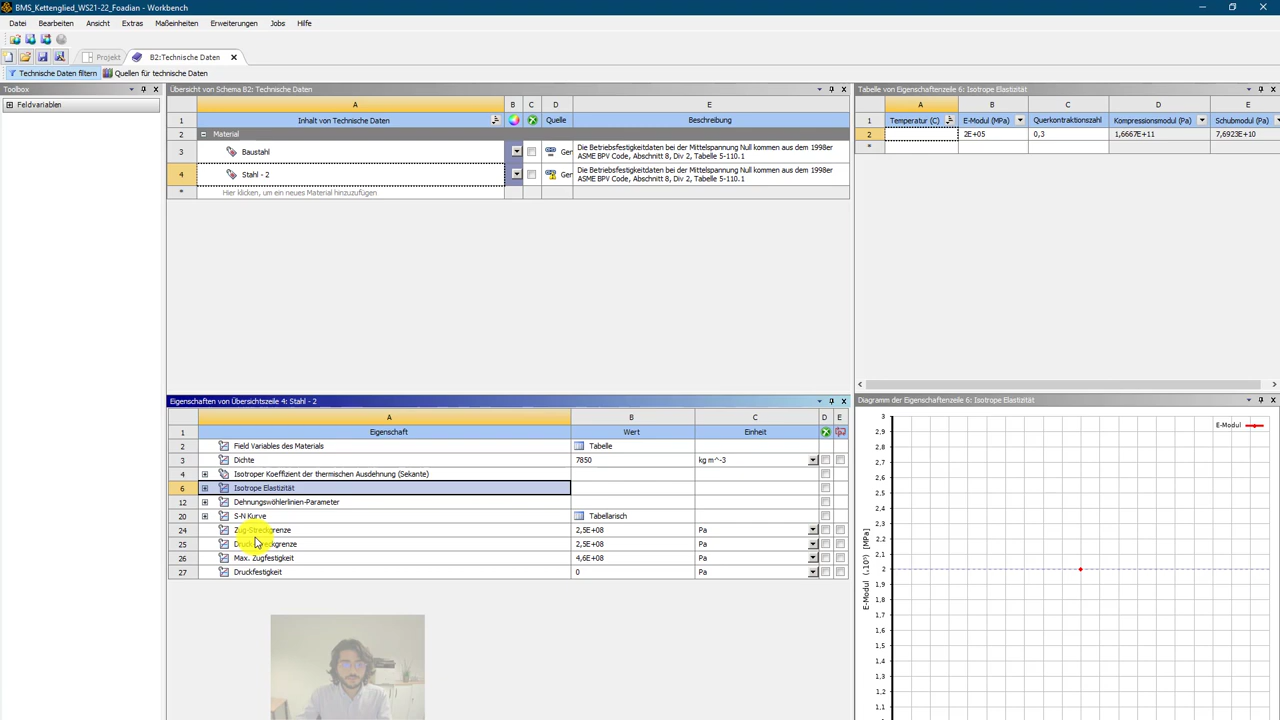 BMS_Kettenglied_WS21-22_Foadian - Workbench
Datei Bearbeiten Ansicht Extras Maßeinheiten Erweiterungen Jobs Hilfe
Projekt B2:Technische Daten
Technische Daten filtern Quellen für technische Daten
Toolbox
Feldvariablen
Übersicht von Schema B2: Technische Daten
A B C D E
1 Inhalt von Technische Daten Quelle Beschreibung
2 Material
3 Baustahl Ger Die Betriebsfestigkeitdaten bei der Mittelspannung Null kommen aus dem 1998er
ASME BPV Code, Abschnitt 8, Div 2, Tabelle 5-110.1
4 Stahl - 2 Ger Die Betriebsfestigkeitdaten bei der Mittelspannung Null kommen aus dem 1998er
ASME BPV Code, Abschnitt 8, Div 2, Tabelle 5-110.1
* Hier klicken, um ein neues Material hinzuzufügen
Tabelle von Eigenschaftenzeile 6: Isotrope Elastizität
A B C D E
1 Temperatur (C) E-Modul (MPa) Querkontraktionszahl Kompressionsmodul (Pa) Schubmodul (Pa)
2 2E+05 0,3 1,6667E+11 7,6923E+10
*
Eigenschaften von Übersichtszeile 4: Stahl - 2
A B C D E
1 Eigenschaft Wert Einheit
2 Field Variables des Materials Tabelle
3 Dichte 7850 kg m^-3
4 Isotroper Koeffizient der thermischen Ausdehnung (Sekante)
6 Isotrope Elastizität
12 Dehnungswöhlerlinien-Parameter
20 S-N Kurve Tabellarisch
24 Zug-Streckgrenze 2,5E+08 Pa
25 Druck-Streckgrenze 2,5E+08 Pa
26 Max. Zugfestigkeit 4,6E+08 Pa
27 Druckfestigkeit 0 Pa
Diagramm der Eigenschaftenzeile 6: Isotrope Elastizität
E-Modul
E-Modul (.10⁵) [MPa]
3
2,9
2,8
2,7
2,6
2,5
2,4
2,3
2,2
2,1
2
1,9
1,8
1,7
1,6
1,5
1,4
1,3
1,2
1,1